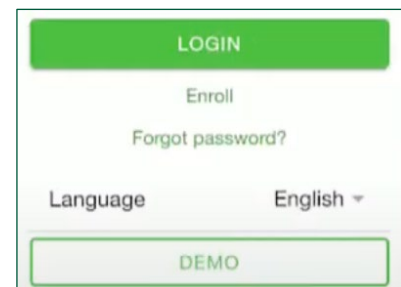 LOGIN
Enroll
Forgot password?
Language English
DEMO